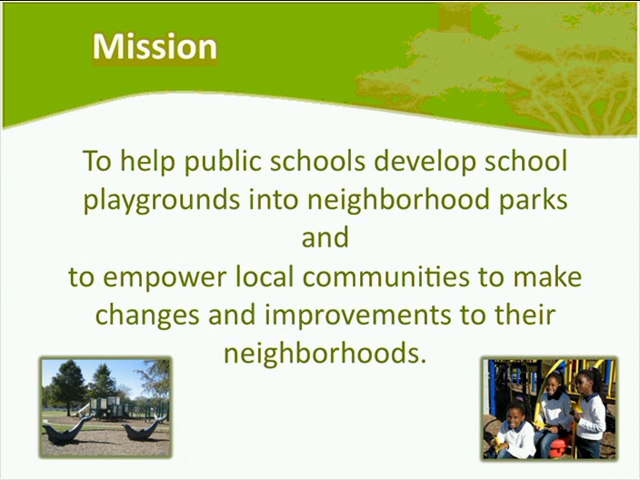 Mission
To help public schools develop school
playgrounds into neighborhood parks
and
to empower local communities to make
changes and improvements to their
neighborhoods.